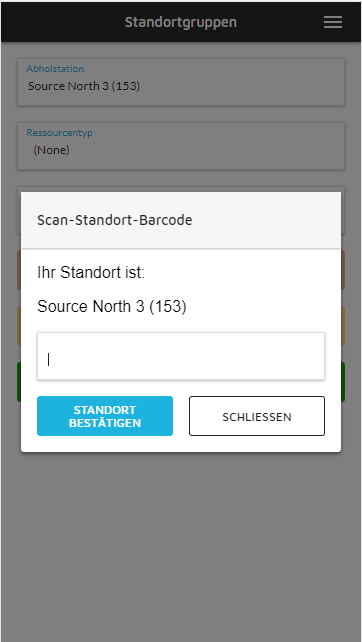 Standortgruppen
Abholstation
Source North 3 (153)
Ressourcentyp
(None)
Scan-Standort-Barcode
Ihr Standort ist:
Source North 3 (153)
STANDORT
BESTÄTIGEN
SCHLIESSEN